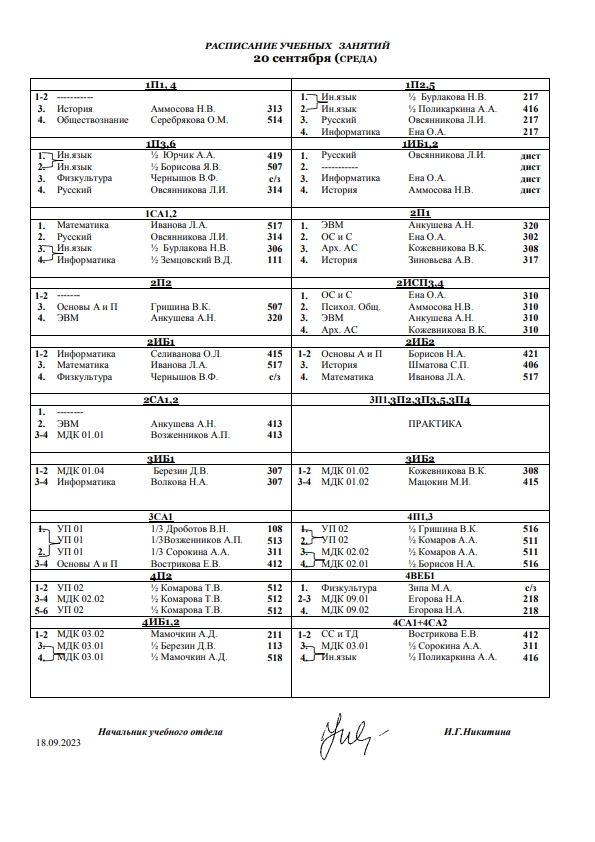 РАСПИСАНИЕ УЧЕБНЫХ ЗАНЯТИЙ
20 сентября (СРЕДА)
1П1, 4
1-2 -----------
3. История Аммосова Н.В. 313
4. Обществознание Серебрякова О.М. 514
1П2,5
1. Ин.язык ½ Бурлакова Н.В. 217
2. Ин.язык ½ Поликаркина А.А. 416
3. Русский Овсянникова Л.И. 217
4. Информатика Ена О.А. 217
1П3,6
1. Ин.язык ½ Юрчик А.А. 419
2. Ин.язык ½ Борисова Я.В. 507
3. Физкультура Чернышов В.Ф. с/з
4. Русский Овсянникова Л.И. 314
1ИБ1,2
1. Русский Овсянникова Л.И. дист
2. ----------- дист
3. Информатика Ена О.А. дист
4. История Аммосова Н.В. дист
1СА1,2
1. Математика Иванова Л.А. 517
2. Русский Овсянникова Л.И. 314
3. Ин.язык ½ Бурлакова Н.В. 306
4. Информатика ½ Земцовский В.Д. 111
2П1
1. ЭВМ Анкушева А.Н. 320
2. ОС и С Ена О.А. 302
3. Арх. АС Кожевникова В.К. 308
4. История Зиновьева А.В. 317
2П2
1-2 -------
3. Основы А и П Гришина В.К. 507
4. ЭВМ Анкушева А.Н. 320
2ИСП3,4
1. ОС и С Ена О.А. 310
2. Психол. Общ. Аммосова Н.В. 310
3. ЭВМ Анкушева А.Н. 310
4. Арх. АС Кожевникова В.К. 310
2ИБ1
1-2 Информатика Селиванова О.Л. 415
3. Математика Иванова Л.А. 517
4. Физкультура Чернышов В.Ф. с/з
2ИБ2
1-2 Основы А и П Борисов Н.А. 421
3. История Шматова С.П. 406
4. Математика Иванова Л.А. 517
2СА1,2
1. --------
2. ЭВМ Анкушева А.Н. 413
3-4 МДК 01.01 Возженников А.П. 413
3П1,3П2,3П3,5,3П4
ПРАКТИКА
3ИБ1
1-2 МДК 01.04 Березин Д.В. 307
3-4 Информатика Волкова Н.А. 307
3ИБ2
1-2 МДК 01.02 Кожевникова В.К. 308
3-4 МДК 01.02 Мацокин М.И. 415
3СА1
1. УП 01 1/3 Дроботов В.Н. 108
УП 01 1/3Возженников А.П. 513
2. УП 01 1/3 Сорокина А.А. 311
3-4 Основы А и П Вострикова Е.В. 412
4П1,3
1. УП 02 ½ Гришина В.К. 516
2. УП 02 ½ Комаров А.А. 511
3. МДК 02.02 ½ Комаров А.А. 511
4. МДК 02.01 ½ Борисов Н.А. 516
4П2
1-2 УП 02 ½ Комарова Т.В. 512
3-4 МДК 02.02 ½ Комарова Т.В. 512
5-6 УП 02 ½ Комарова Т.В. 512
4ВЕБ1
1. Физкультура Зипа М.А. с/з
2-3 МДК 09.01 Егорова Н.А. 218
4. МДК 09.02 Егорова Н.А. 218
4ИБ1,2
1-2 МДК 03.02 Мамочкин А.Д. 211
3. МДК 03.01 ½ Березин Д.В. 113
4. МДК 03.01 ½ Мамочкин А.Д. 518
4СА1+4СА2
1-2 СС и ТД Вострикова Е.В. 412
3. МДК 03.01 ½ Сорокина А.А. 311
4. Ин.язык ½ Поликаркина А.А. 416
Начальник учебного отдела И.Г.Никитина
18.09.2023